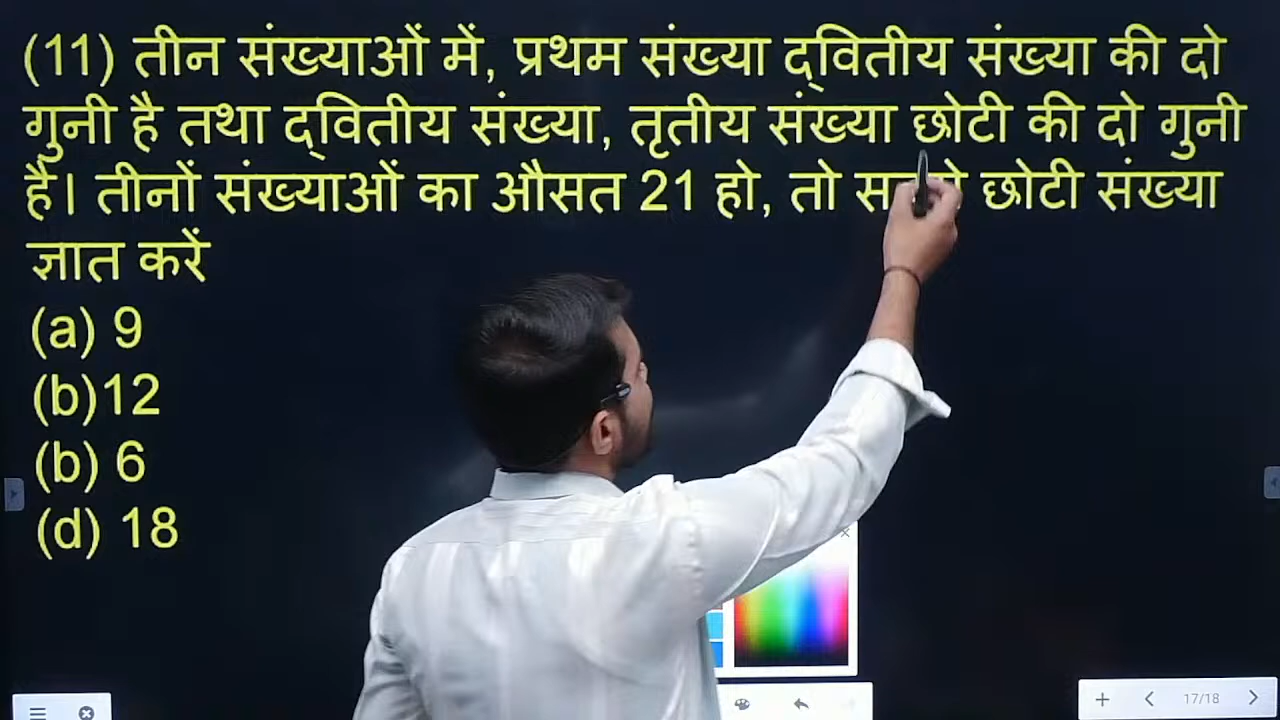 (11) तीन संख्याओं में, प्रथम संख्या द्वितीय संख्या की दो
गुनी है तथा द्वितीय संख्या, तृतीय संख्या छोटी की दो गुनी
है। तीनों संख्याओं का औसत 21 हो, तो छोटी संख्या
ज्ञात करें
(a) 9
(b)12
(b) 6
(d) 18
17/18